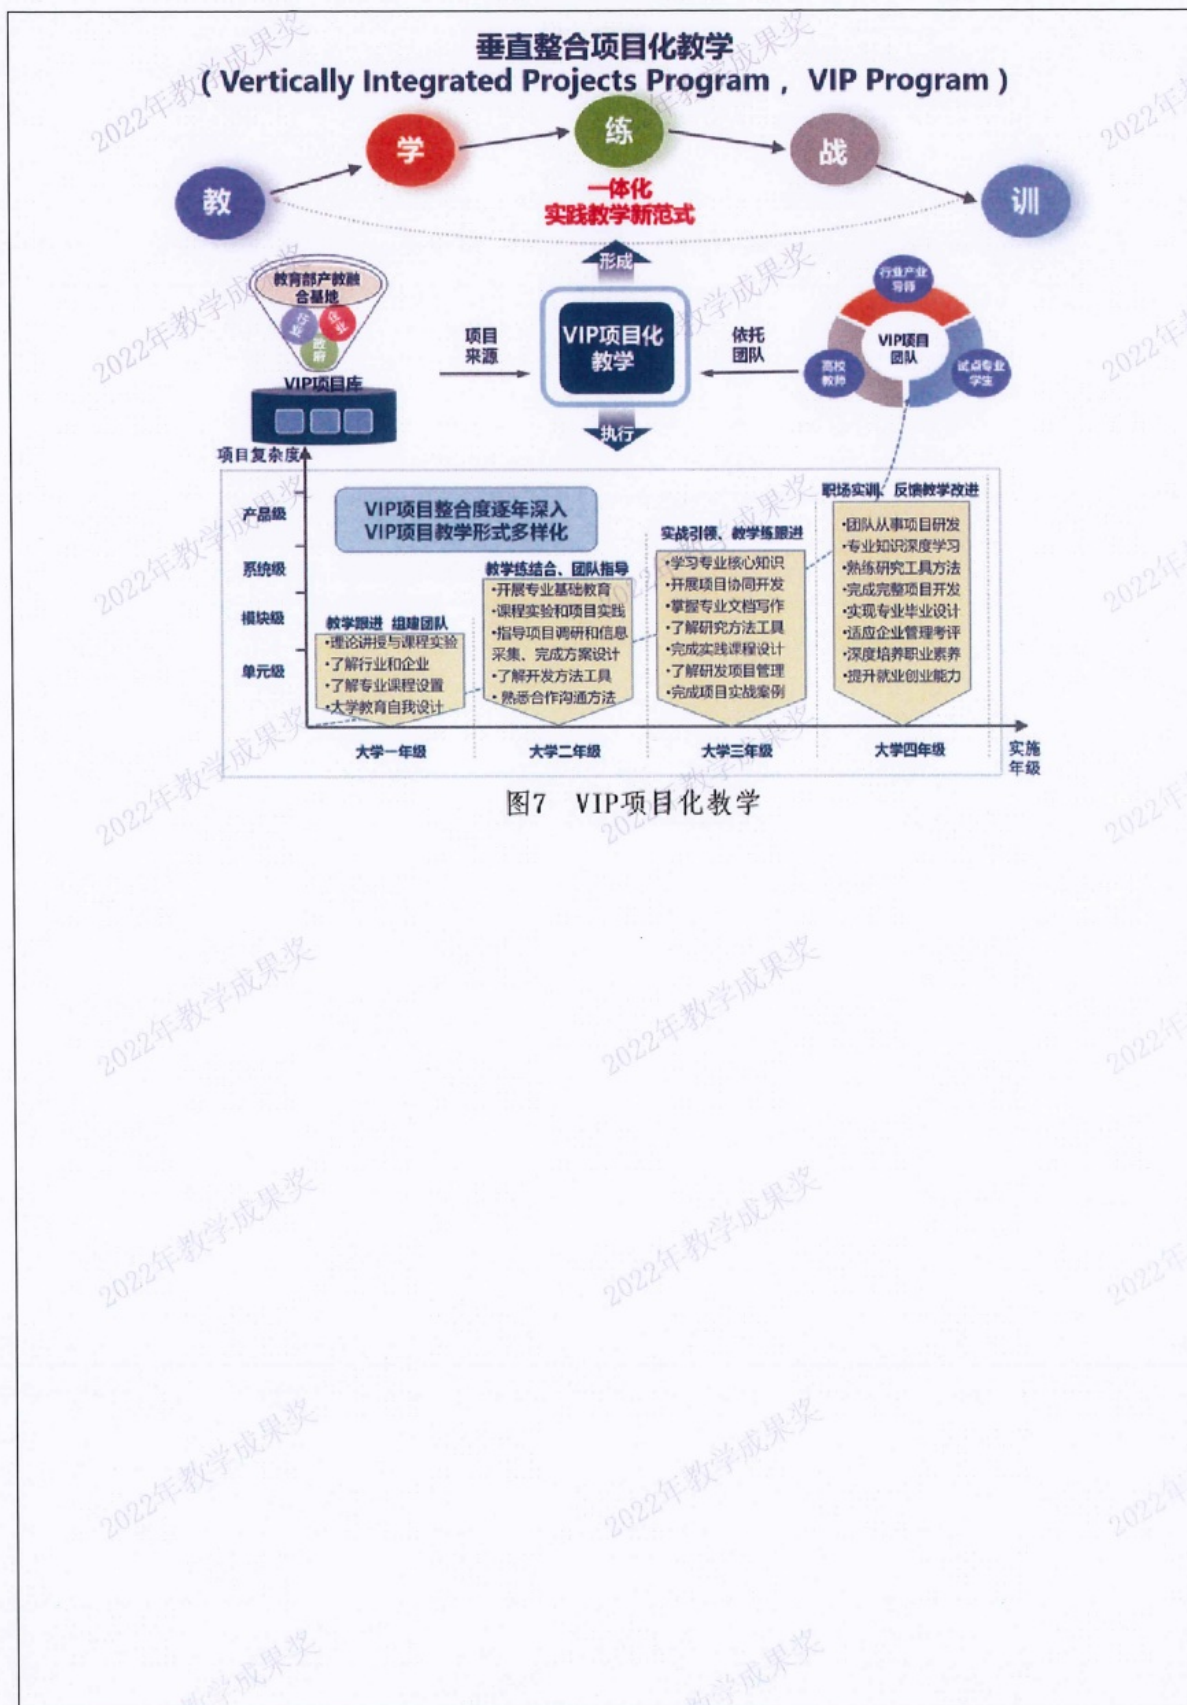 垂直整合项目化教学
（Vertically Integrated Projects Program，VIP Program）
教
学
练
战
训
一体化
实践教学新范式
形成
教育部产教融
合基地
行业
企业
政府
VIP项目库
项目
来源
VIP项目化
教学
依托
团队
行业产业
导师
VIP项目
团队
高校
教师
试点专业
学生
执行
项目复杂度
产品级
系统级
模块级
单元级
VIP项目整合度逐年深入
VIP项目教学形式多样化
教学跟进 组建团队
•理论讲授与课程实验
•了解行业和企业
•了解专业课程设置
•大学教育自我设计
教学练结合、团队指导
•开展专业基础教育
•课程实验和项目实践
•指导项目调研和信息
采集、完成方案设计
•了解开发方法工具
•熟悉合作沟通方法
实战引领、教学练跟进
•学习专业核心知识
•开展项目协同开发
•掌握专业文档写作
•了解研究方法工具
•完成实践课程设计
•了解研发项目管理
•完成项目实战案例
职场实训、反馈教学改进
•团队从事项目研发
•专业知识深度学习
•熟练研究工具方法
•完成完整项目开发
•实现专业毕业设计
•适应企业管理考评
•深度培养职业素养
•提升就业创业能力
大学一年级
大学二年级
大学三年级
大学四年级
实施
年级
图7 VIP项目化教学
2022年教学成果奖